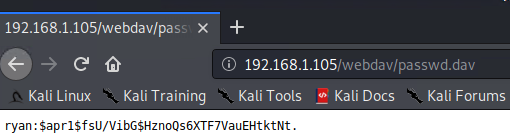 192.168.1.105/webdav/passv
192.168.1.105/webdav/passwd.dav
Kali Linux Kali Training Kali Tools Kali Docs Kali Forums
ryan:$apr1$fsU/VibG$HznoQs6XTF7VauEHtktNt.